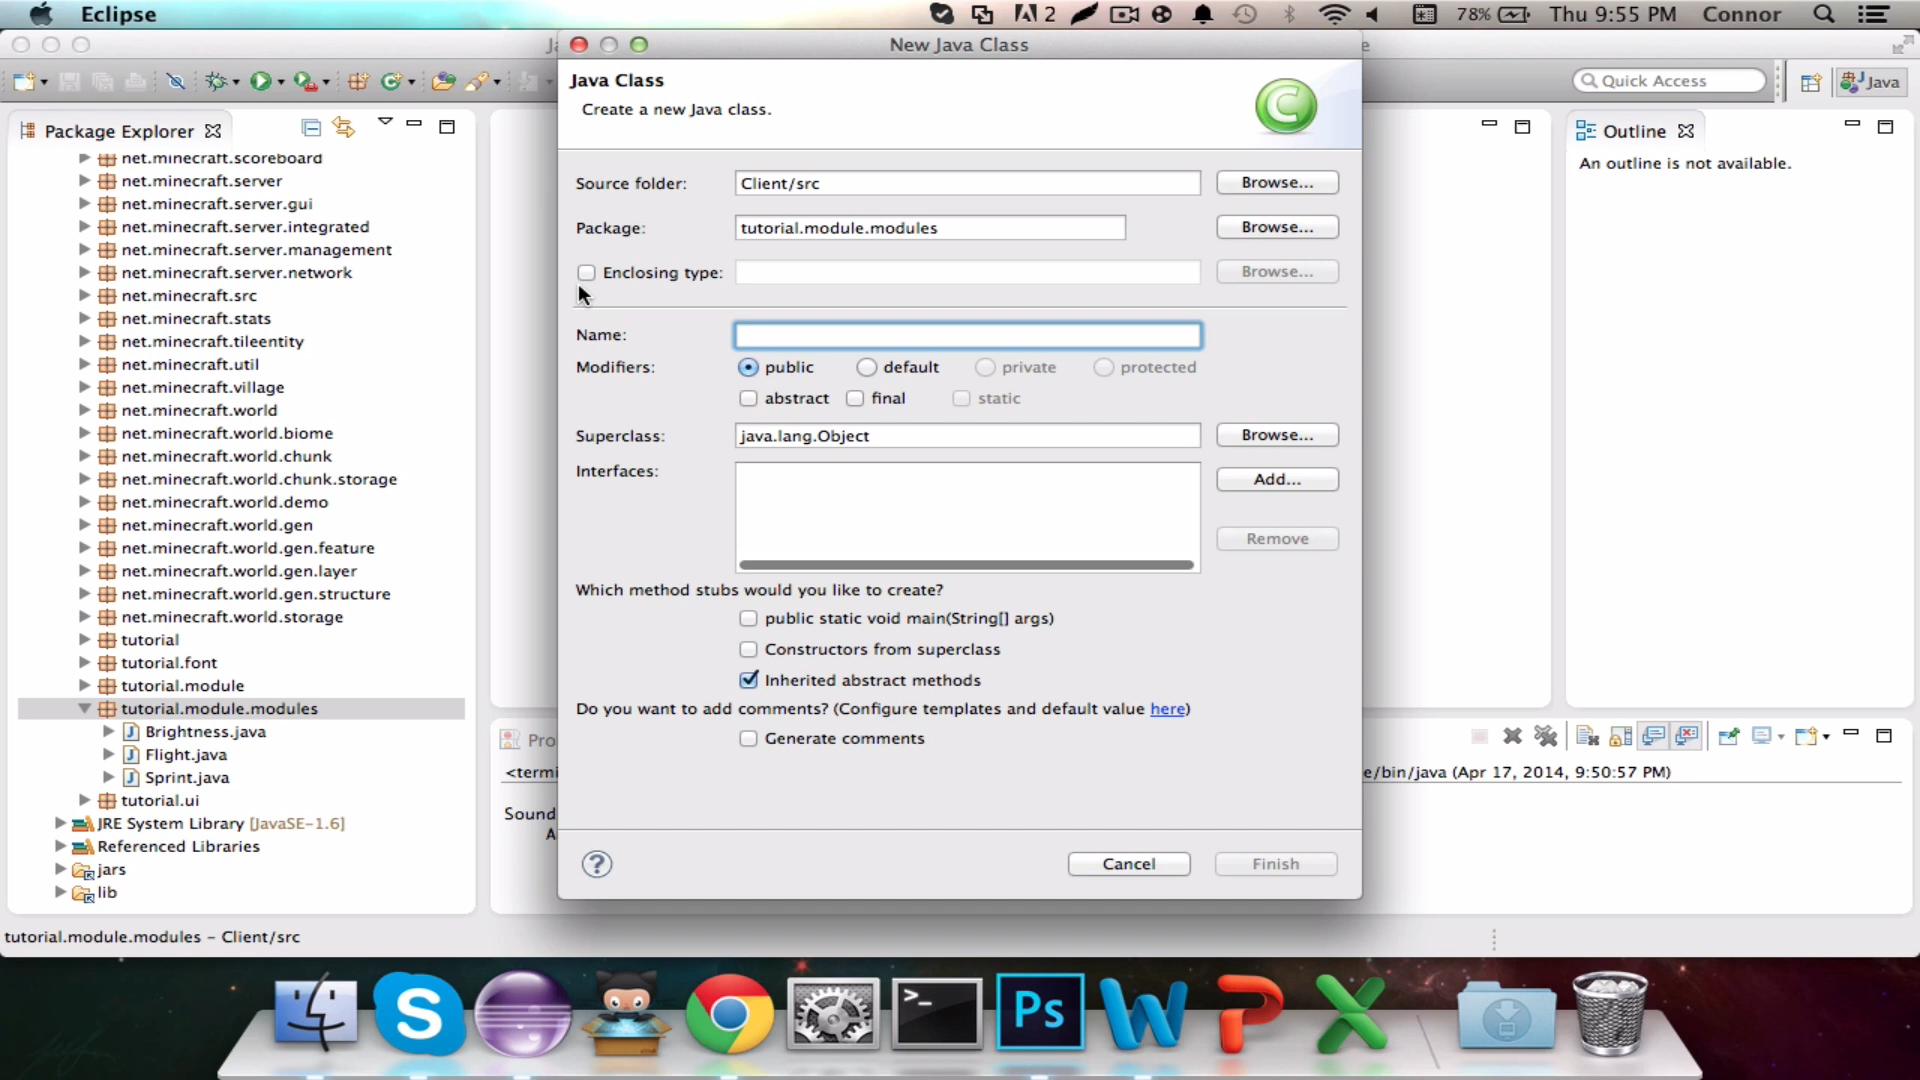 Eclipse
2
78%
Thu 9:55 PM
Connor
New Java Class
Quick Access
Java
Java Class
Create a new Java class.
Package Explorer
net.minecraft.scoreboard
net.minecraft.server
net.minecraft.server.gui
net.minecraft.server.integrated
net.minecraft.server.management
net.minecraft.server.network
net.minecraft.src
net.minecraft.stats
net.minecraft.tileentity
net.minecraft.util
net.minecraft.village
net.minecraft.world
net.minecraft.world.biome
net.minecraft.world.chunk
net.minecraft.world.chunk.storage
net.minecraft.world.demo
net.minecraft.world.gen
net.minecraft.world.gen.feature
net.minecraft.world.gen.layer
net.minecraft.world.gen.structure
net.minecraft.world.storage
tutorial
tutorial.font
tutorial.module
tutorial.module.modules
Brightness.java
Flight.java
Sprint.java
tutorial.ui
JRE System Library [JavaSE-1.6]
Referenced Libraries
jars
lib
Source folder: Client/src Browse...
Package: tutorial.module.modules Browse...
Enclosing type: Browse...
Name:
Modifiers: public default private protected
abstract final static
Superclass: java.lang.Object Browse...
Interfaces: Add...
Remove
Which method stubs would you like to create?
public static void main(String[] args)
Constructors from superclass
Inherited abstract methods
Do you want to add comments? (Configure templates and default value here)
Generate comments
Cancel Finish
Outline
An outline is not available.
Pro
<termi
e/bin/java (Apr 17, 2014, 9:50:57 PM)
Sound
A
tutorial.module.modules - Client/src
Ps